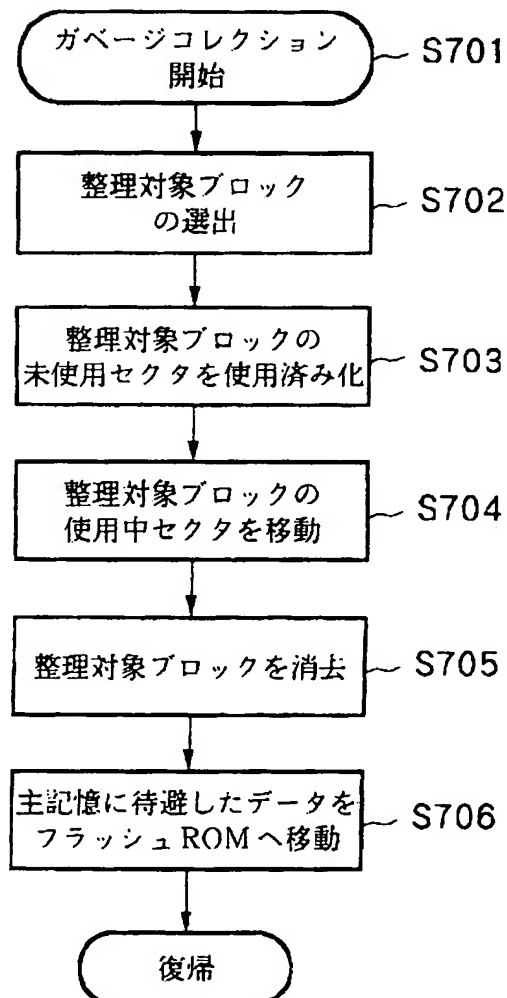 ガベージコレクション
開始
S701
整理対象ブロック
の選出
S702
整理対象ブロックの
未使用セクタを使用済み化
S703
整理対象ブロックの
使用中セクタを移動
S704
整理対象ブロックを消去
S705
主記憶に待避したデータを
フラッシュROMへ移動
S706
復帰